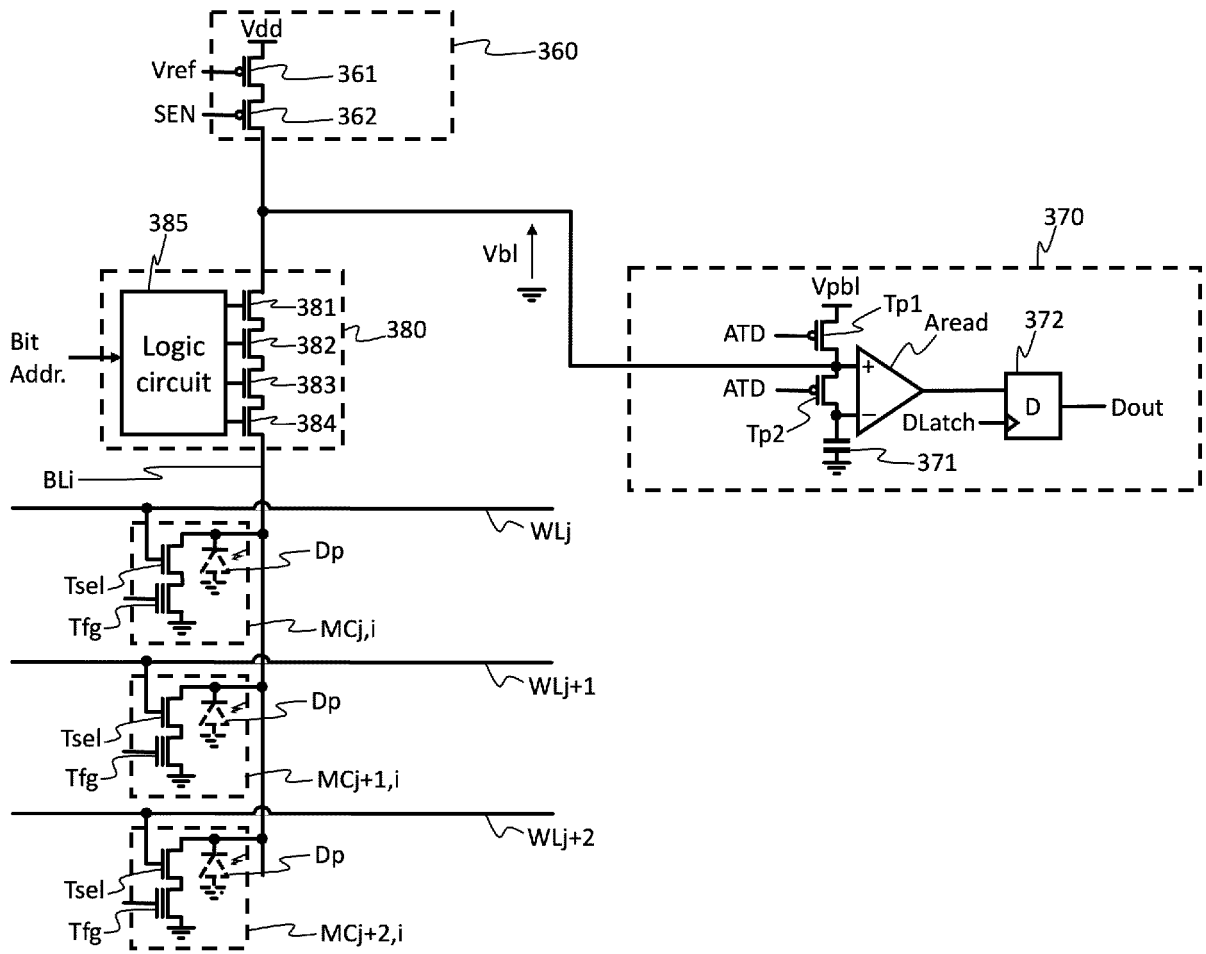 Vdd
360
Vref
361
SEN
362
385
370
Vbl
Vpbl
Tp1
381
ATD
Aread
372
380
Bit
Addr.
Logic
circuit
382
+
383
ATD
D
Dout
384
−
DLatch
Tp2
371
BLi
WLj
Dp
Tsel
Tfg
MCj,i
WLj+1
Dp
Tsel
Tfg
MCj+1,i
WLj+2
Dp
Tsel
Tfg
MCj+2,i